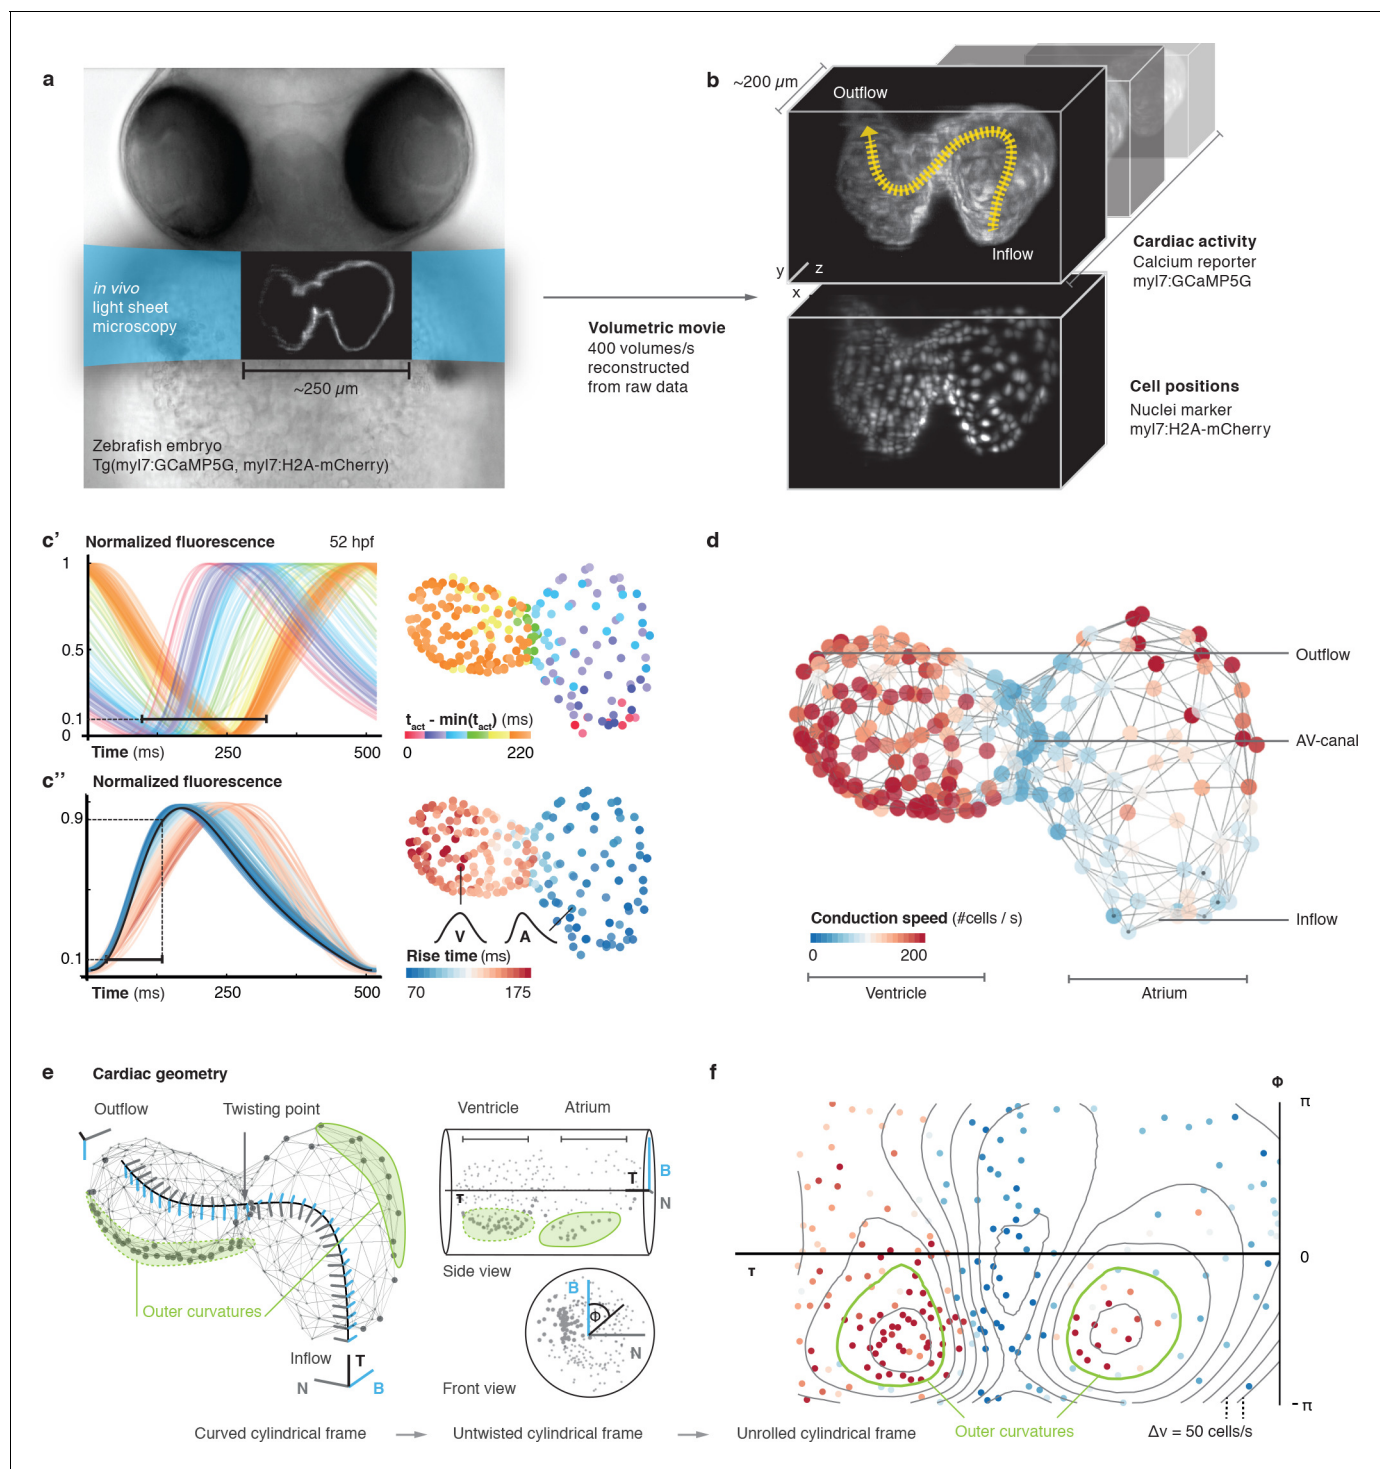 a
in vivo
light sheet
microscopy
~250 µm
Zebrafish embryo
Tg(myl7:GCaMP5G, myl7:H2A-mCherry)
Volumetric movie
400 volumes/s
reconstructed
from raw data
b
~200 µm
Outflow
Inflow
y
z
x
Cardiac activity
Calcium reporter
myl7:GCaMP5G
Cell positions
Nuclei marker
myl7:H2A-mCherry
c'
Normalized fluorescence
52 hpf
1
0.5
0.1
0
Time (ms)
250
500
tact - min(tact) (ms)
0
220
c''
Normalized fluorescence
0.9
0.1
Time (ms)
250
500
V
A
Rise time (ms)
70
175
d
Outflow
AV-canal
Inflow
Conduction speed (#cells / s)
0
200
Ventricle
Atrium
e
Cardiac geometry
Outflow
Twisting point
Outer curvatures
Inflow
T
N
B
Ventricle
Atrium
B
T
N
τ
Side view
B
Φ
N
Front view
Curved cylindrical frame
Untwisted cylindrical frame
Unrolled cylindrical frame
f
Φ
π
0
τ
-π
Outer curvatures
Δv = 50 cells/s